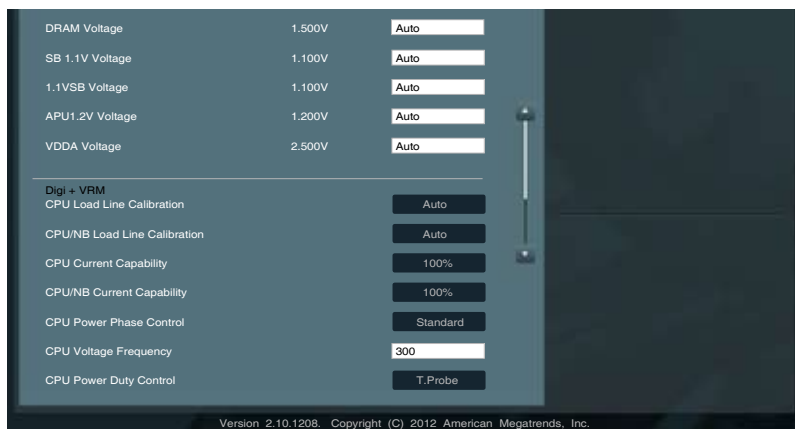 DRAM Voltage 1.500V Auto
SB 1.1V Voltage 1.100V Auto
1.1VSB Voltage 1.100V Auto
APU1.2V Voltage 1.200V Auto
VDDA Voltage 2.500V Auto
Digi + VRM
CPU Load Line Calibration Auto
CPU/NB Load Line Calibration Auto
CPU Current Capability 100%
CPU/NB Current Capability 100%
CPU Power Phase Control Standard
CPU Voltage Frequency 300
CPU Power Duty Control T.Probe
Version 2.10.1208. Copyright (C) 2012 American Megatrends, Inc.